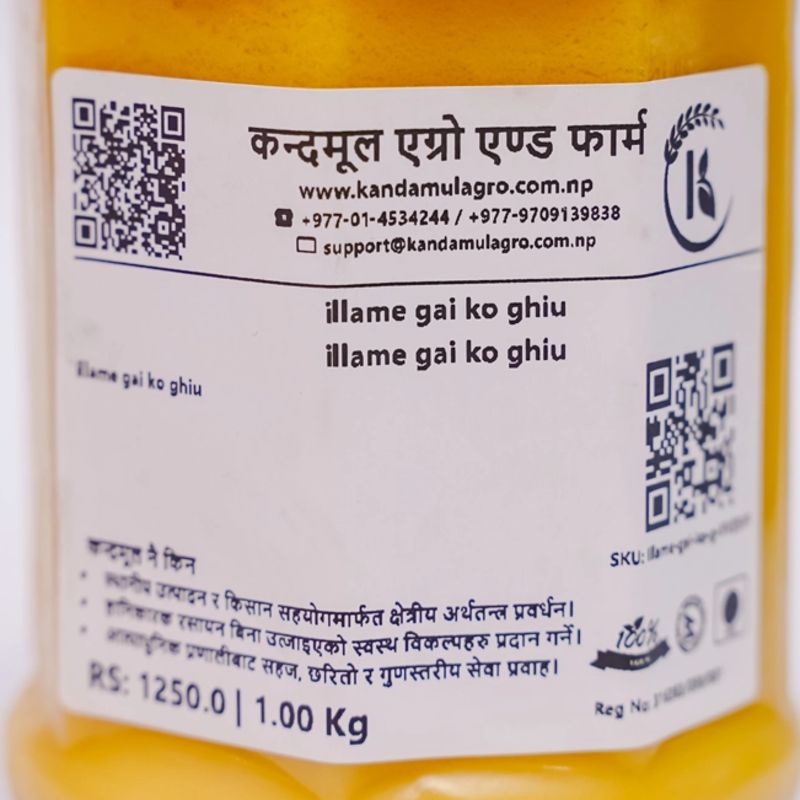 कन्दमूल एग्रो एण्ड फार्म
www.kandamulagro.com.np
+977-01-4534244 / +977-9709139838
support@kandamulagro.com.np
illame gai ko ghiu
illame gai ko ghiu
illame gai ko ghiu
SKU:
कन्दमूल नै किन
स्थानीय उत्पादन र किसान सहयोगमार्फत क्षेत्रीय अर्थतन्त्र प्रवर्धन।
हानिकारक रसायन बिना उत्जाइएको स्वस्थ विकल्पहरु प्रदान गर्ने।
अत्याधुनिक प्रणालीबाट सहज, छरितो र गुणस्तरीय सेवा प्रवाह।
100%
RS: 1250.0 | 1.00 Kg
Reg No